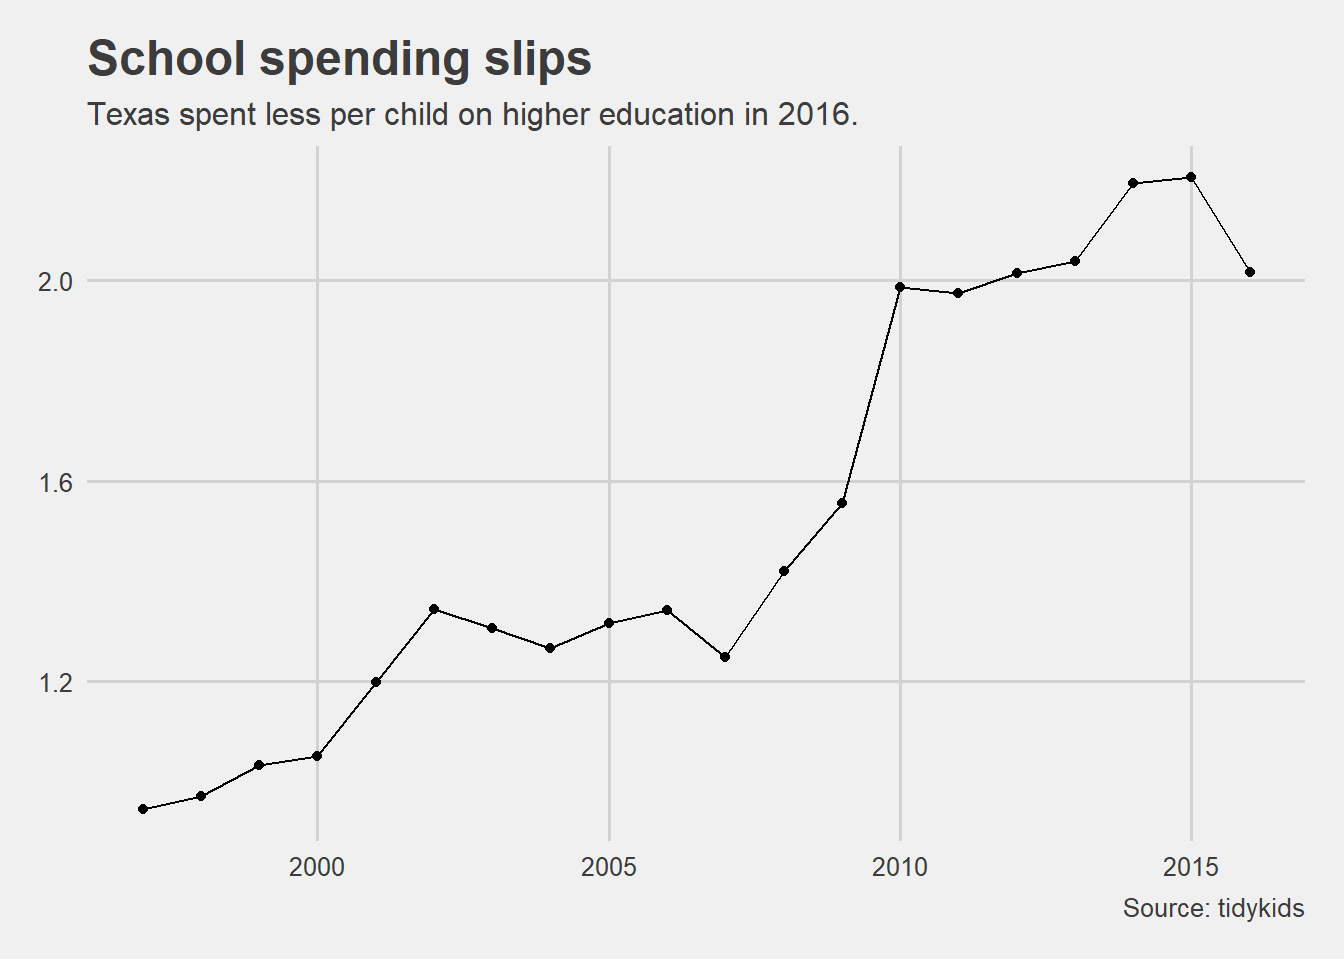 School spending slips
Texas spent less per child on higher education in 2016.
2.0
1.6
1.2
2000 2005 2010 2015
Source: tidykids